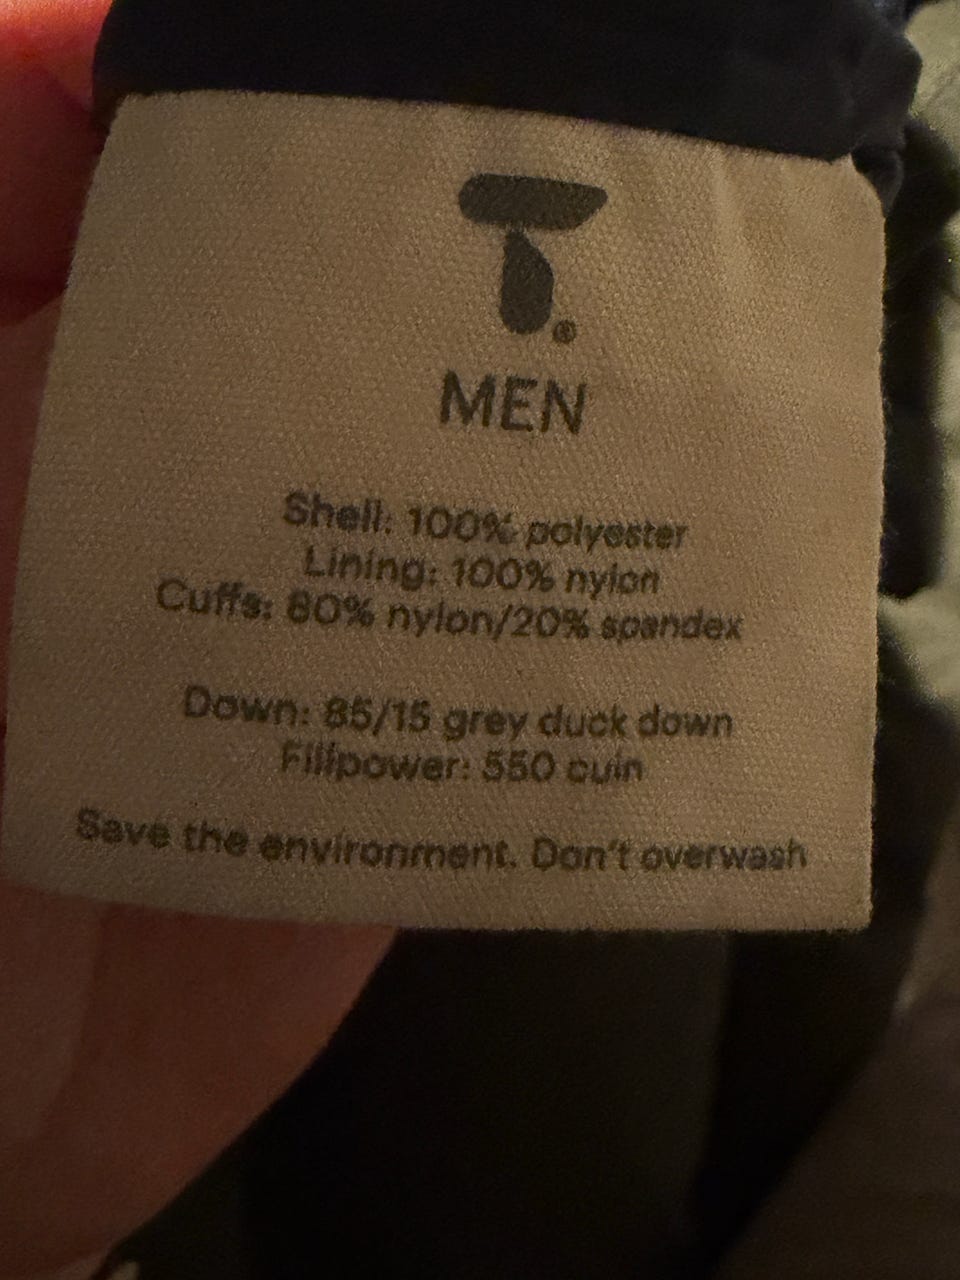 T®
MEN
Shell: 100% polyester
Lining: 100% nylon
Cuffs: 80% nylon/20% spandex
Down: 85/15 grey duck down
Fillpower: 550 cuin
Save the environment. Don't overwash